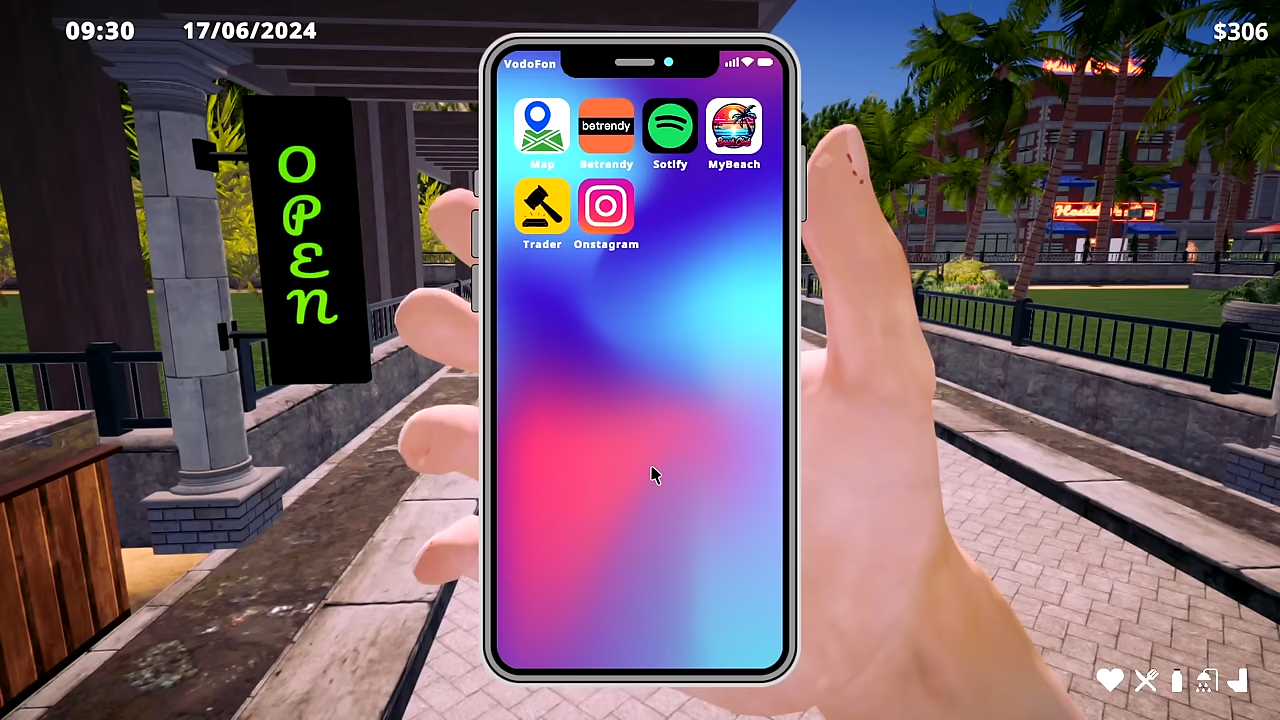 09:30
17/06/2024
$306
VodoFon
betrendy
Map
Betrendy
Sotify
MyBeach
Trader
Onstagram
OPEN